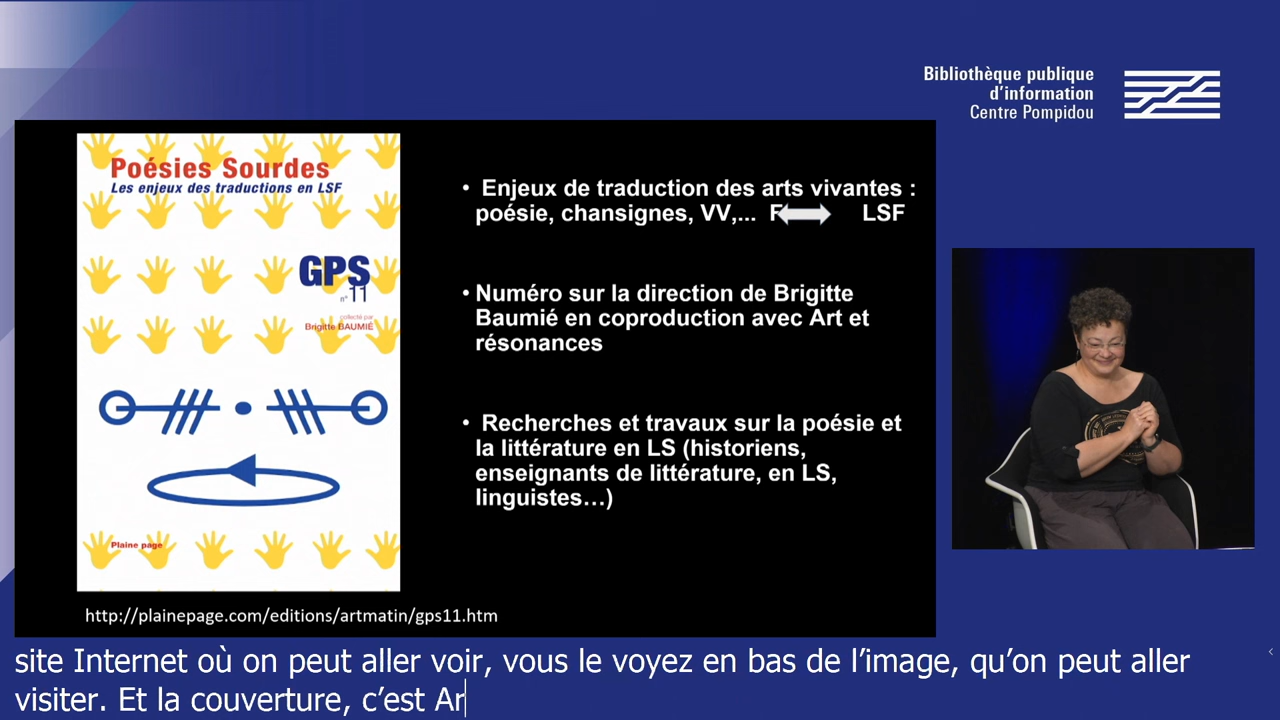 Bibliothèque publique
d'information
Centre Pompidou
Poésies Sourdes
Les enjeux des traductions en LSF
GPS
n° 11
collecté par
Brigitte BAUMIÉ
Plaine page
http://plainepage.com/editions/artmatin/gps11.htm
• Enjeux de traduction des arts vivantes :
poésie, chansignes, VV,... F LSF
• Numéro sur la direction de Brigitte
Baumié en coproduction avec Art et
résonances
• Recherches et travaux sur la poésie et
la littérature en LS (historiens,
enseignants de littérature, en LS,
linguistes…)
site Internet où on peut aller voir, vous le voyez en bas de l’image, qu’on peut aller
visiter. Et la couverture, c’est Ar